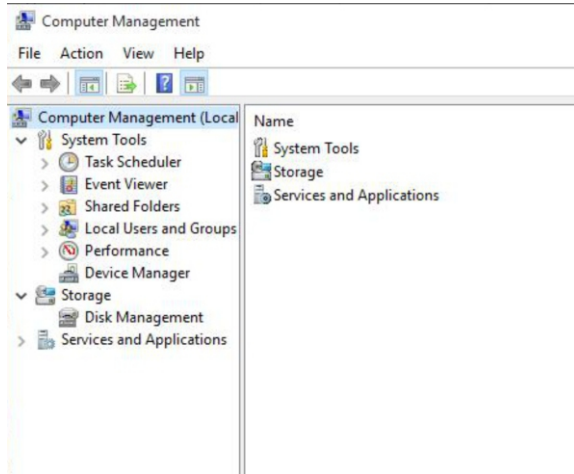 Computer Management
File Action View Help
Computer Management (Local
System Tools
Task Scheduler
Event Viewer
Shared Folders
Local Users and Groups
Performance
Device Manager
Storage
Disk Management
Services and Applications
Name
System Tools
Storage
Services and Applications